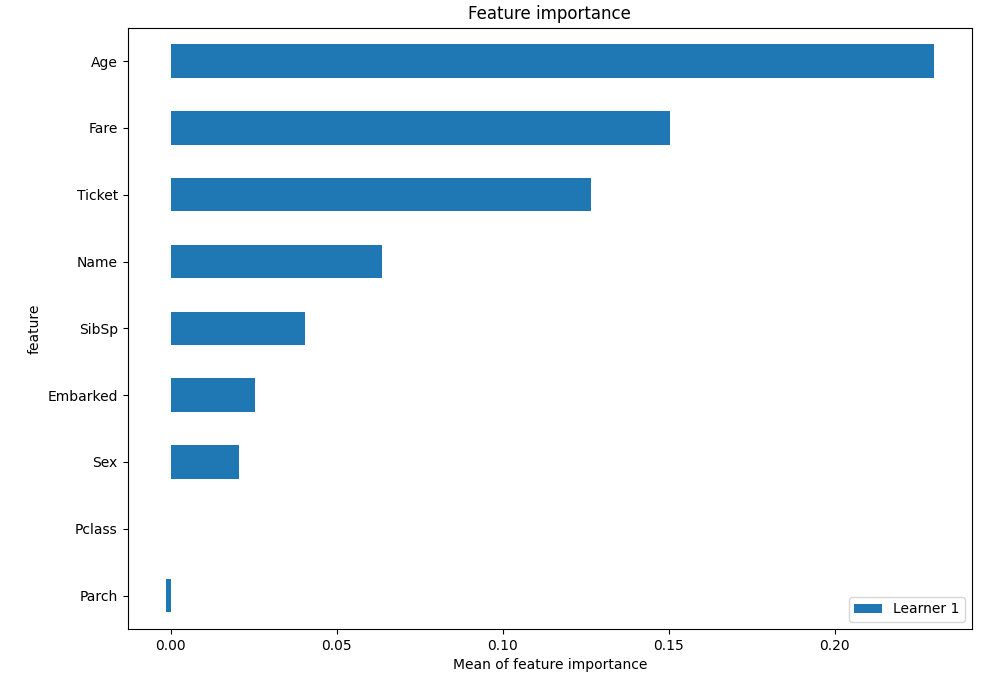 Feature importance
Age
Fare
Ticket
Name
SibSp
Embarked
Sex
Pclass
Parch
feature
Learner 1
0.00 0.05 0.10 0.15 0.20
Mean of feature importance